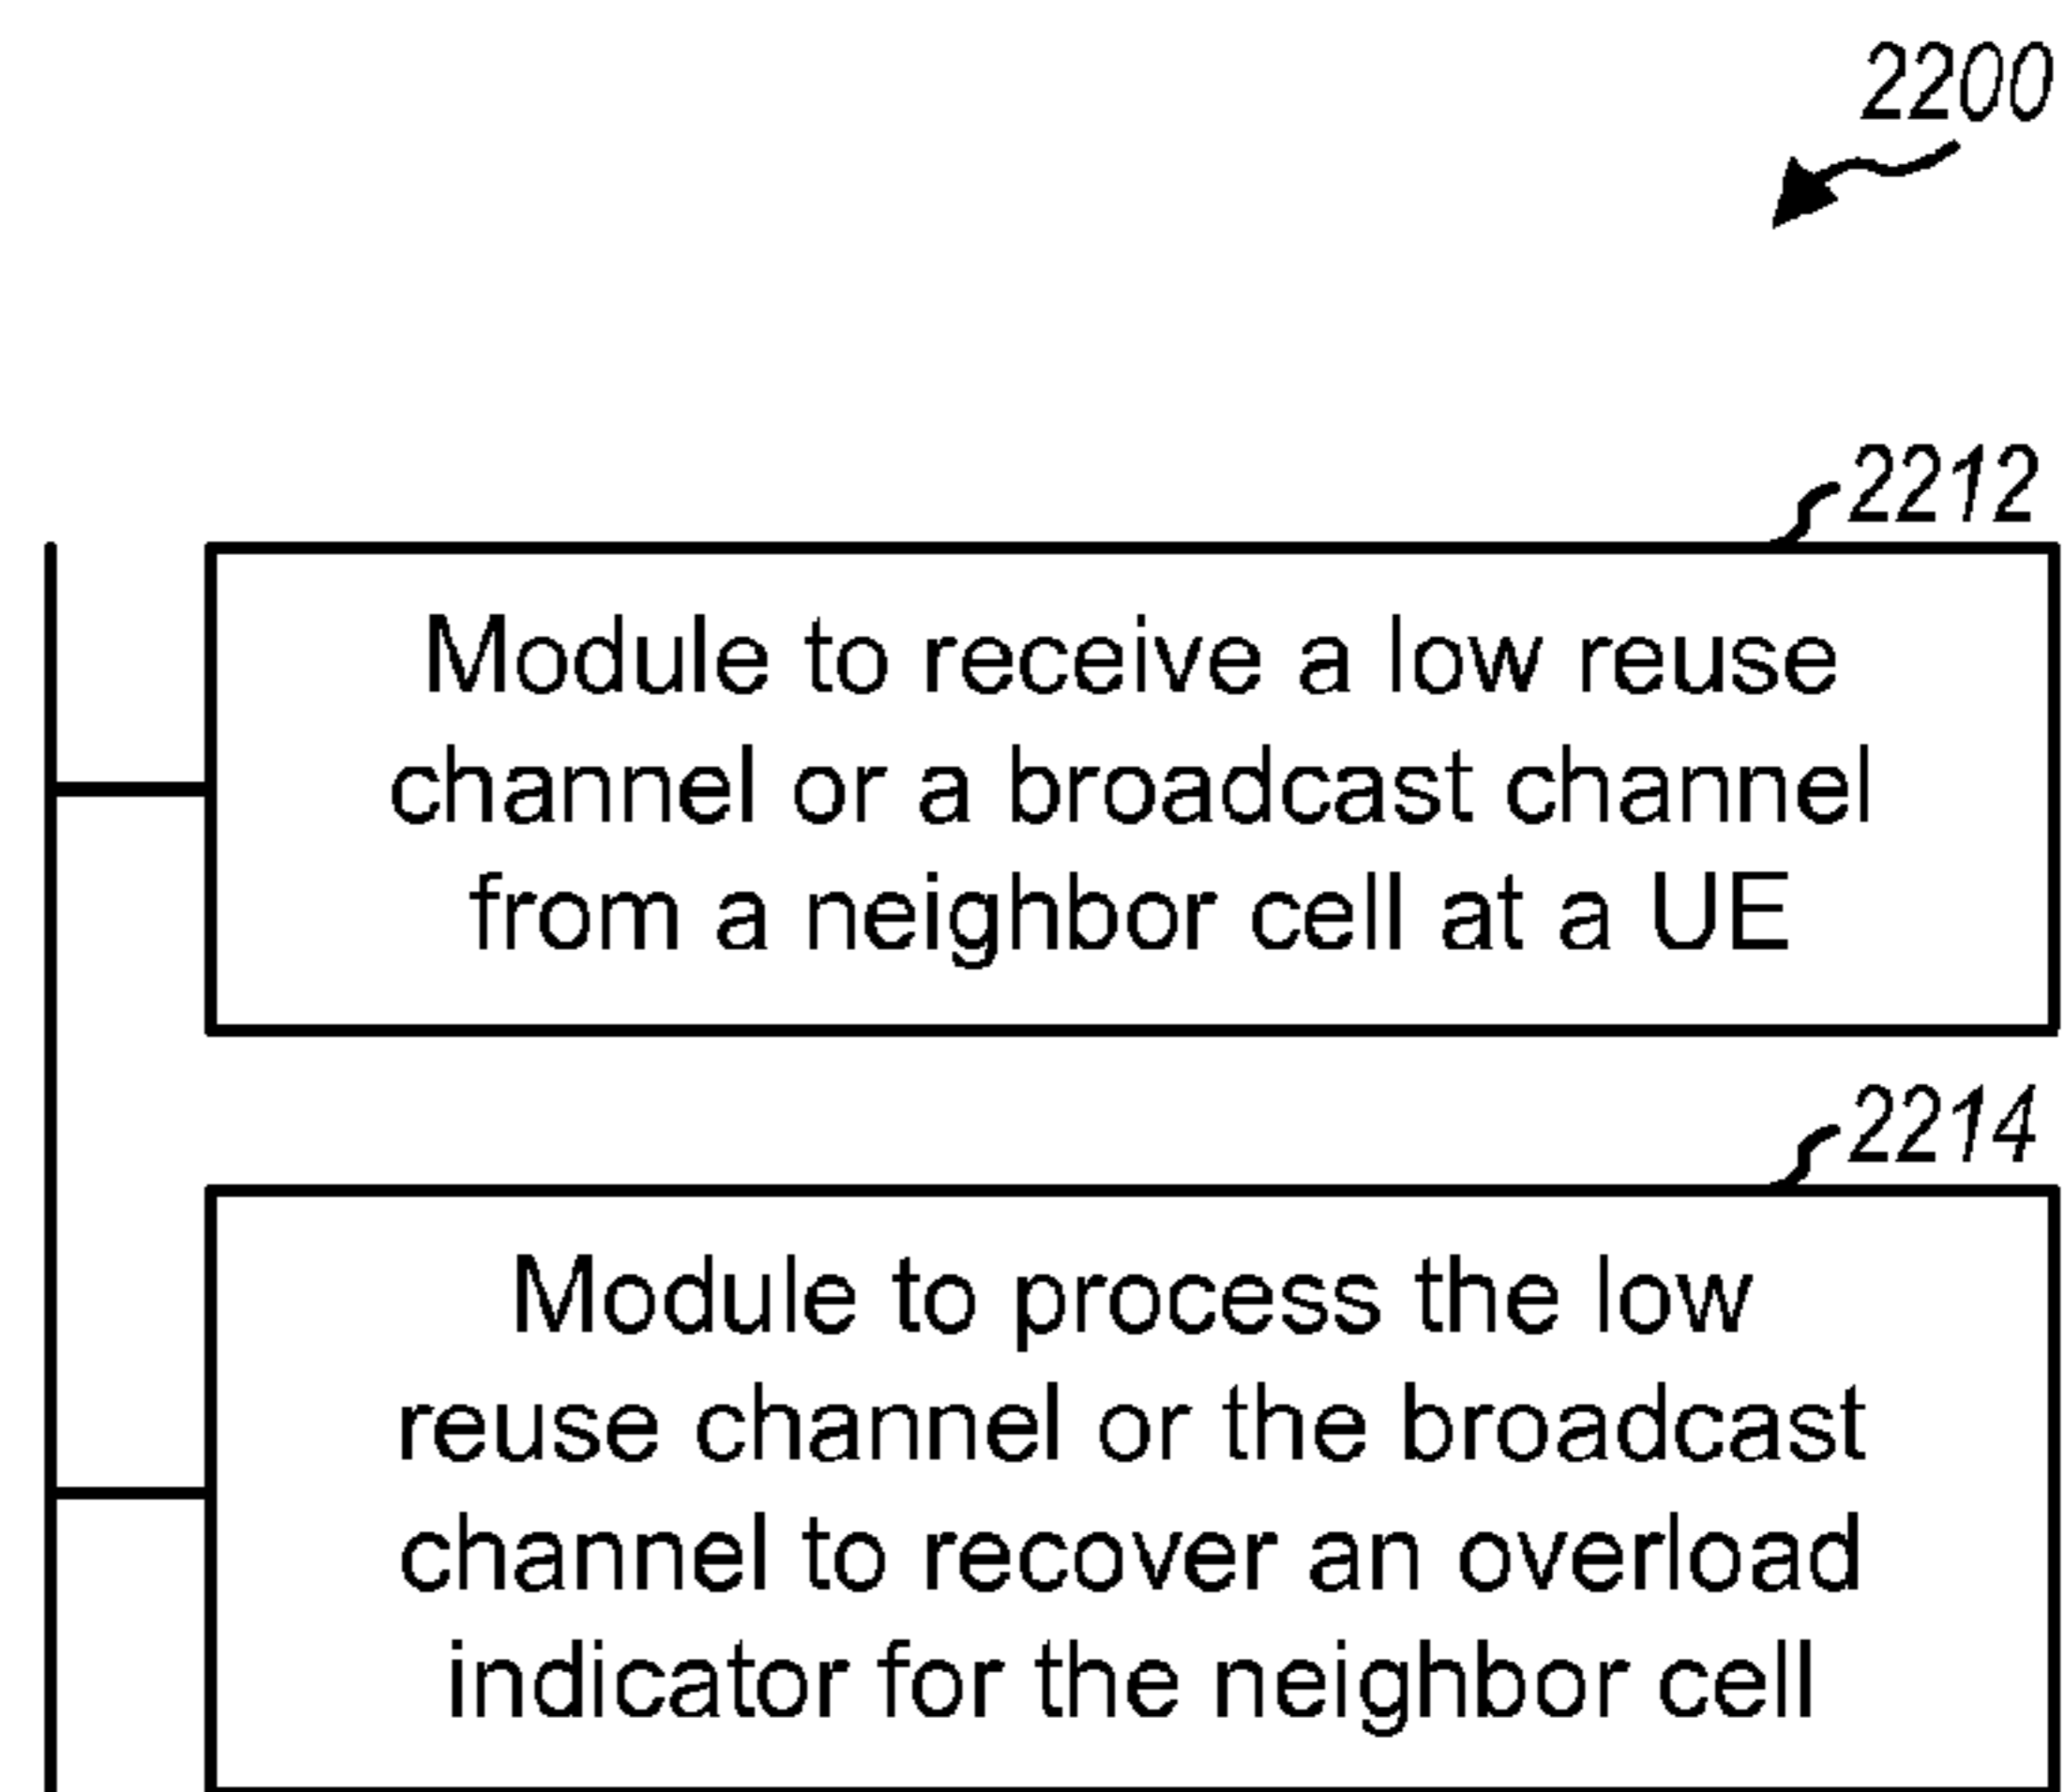 2200
2212
Module to receive a low reuse
channel or a broadcast channel
from a neighbor cell at a UE
2214
Module to process the low
reuse channel or the broadcast
channel to recover an overload
indicator for the neighbor cell